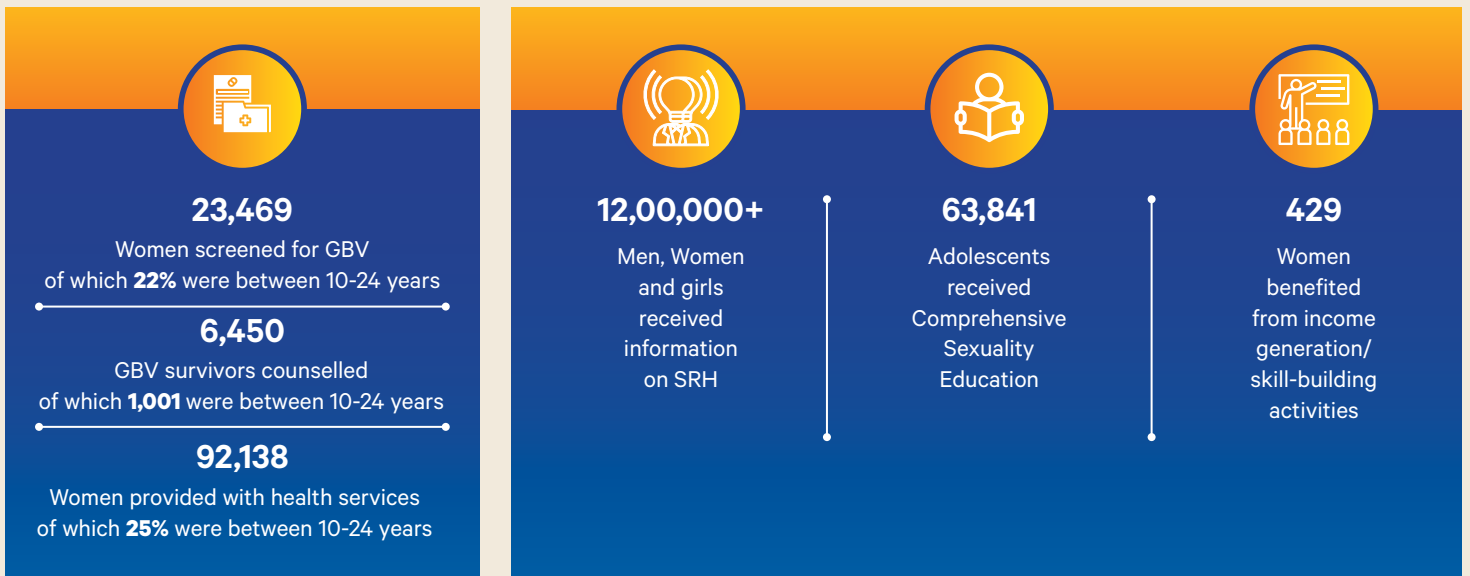 23,469
Women screened for GBV
of which 22% were between 10-24 years
6,450
GBV survivors counselled
of which 1,001 were between 10-24 years
92,138
Women provided with health services
of which 25% were between 10-24 years
12,00,000+
Men, Women
and girls
received
information
on SRH
63,841
Adolescents
received
Comprehensive
Sexuality
Education
429
Women
benefited
from income
generation/
skill-building
activities